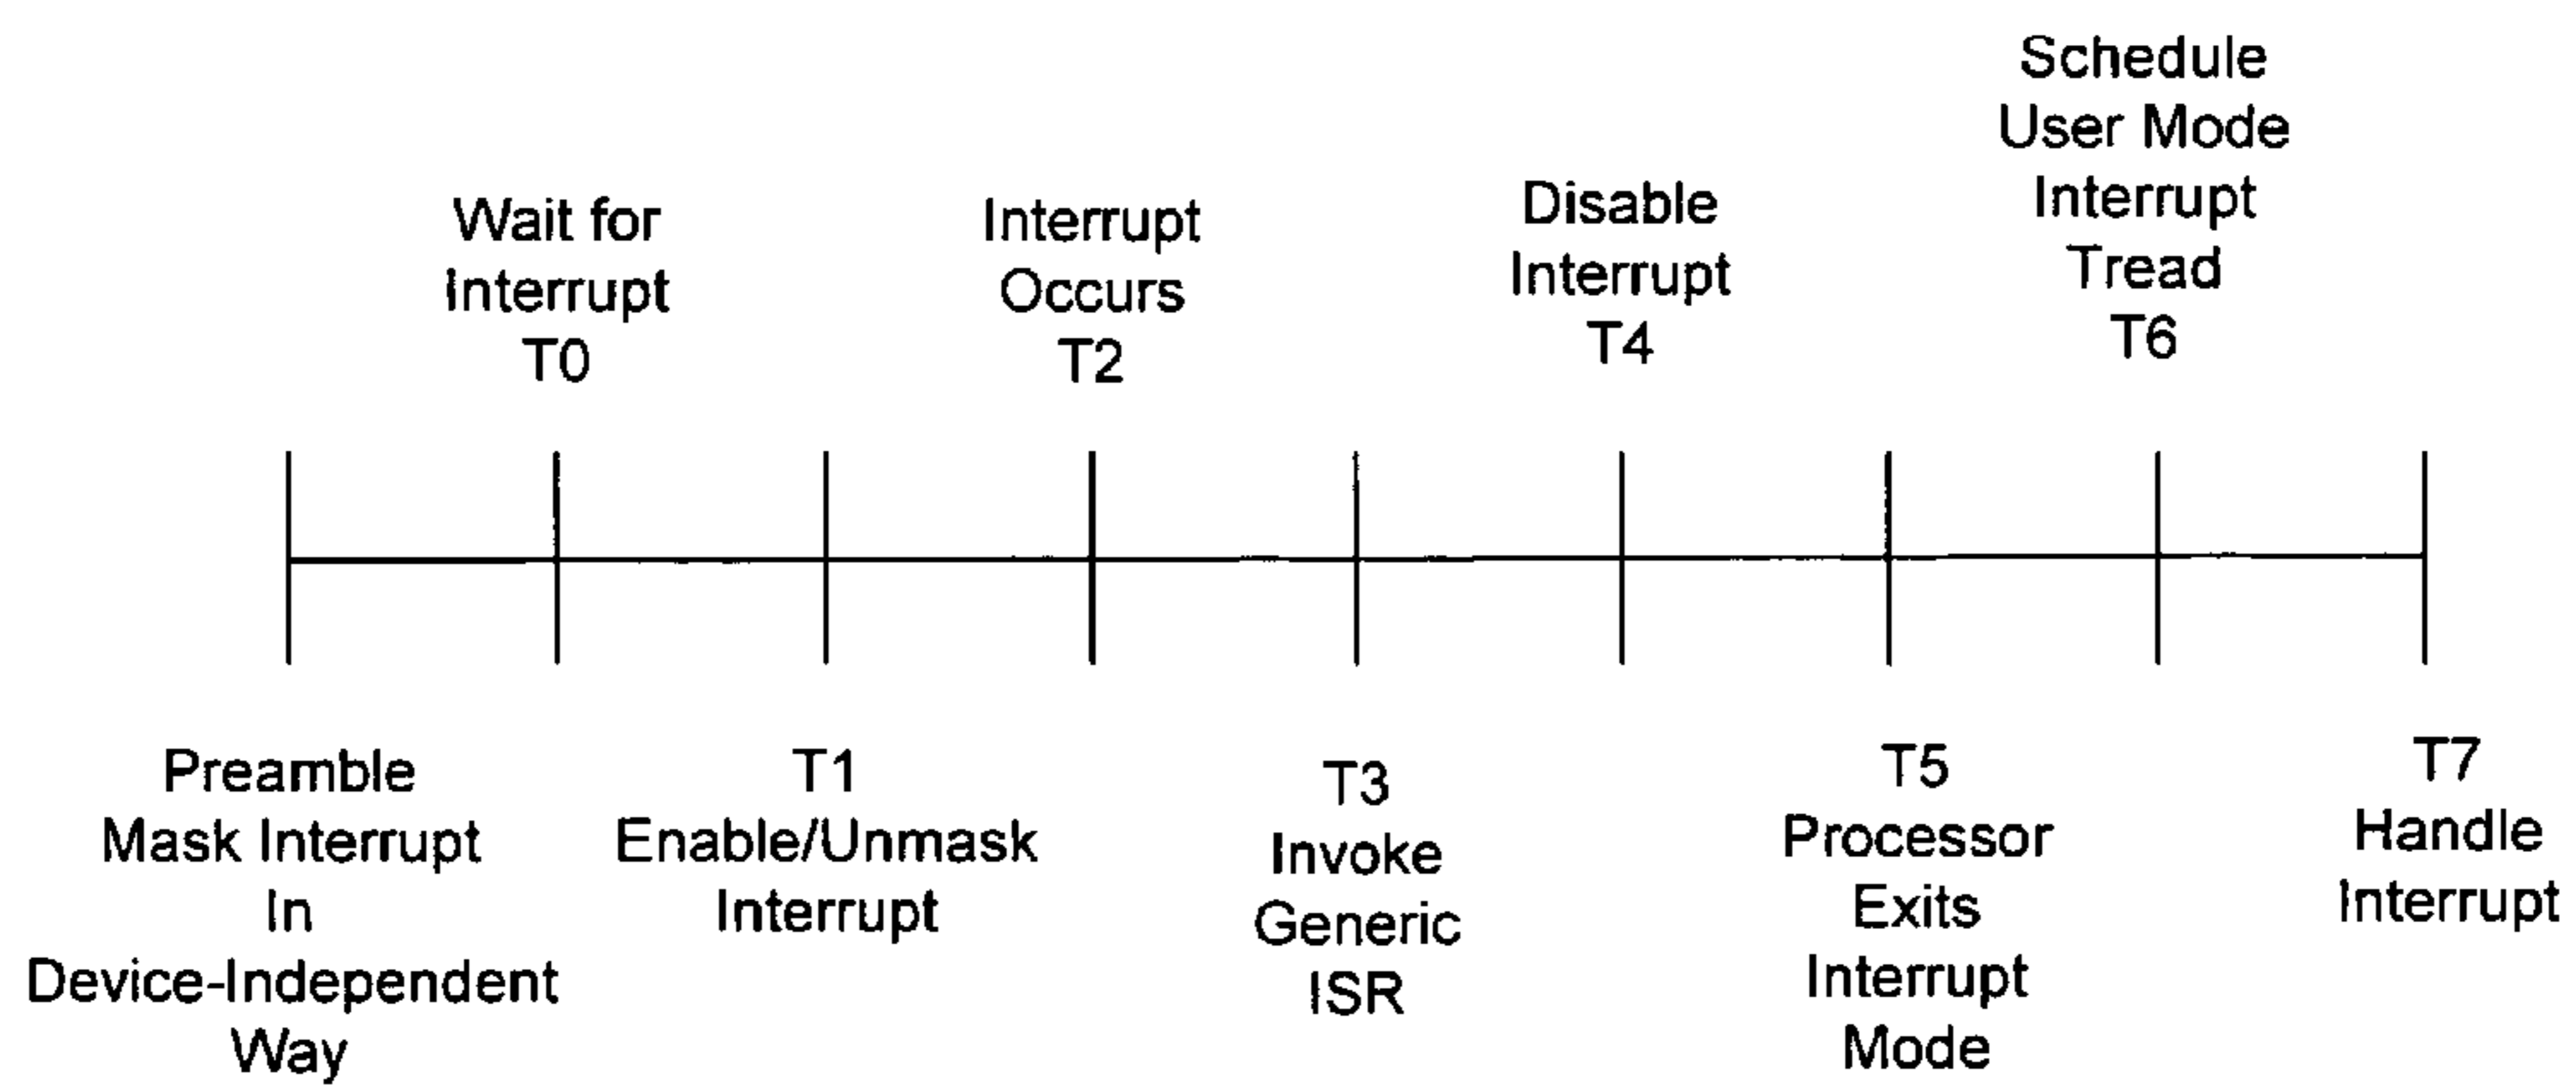 Preamble
Mask Interrupt
In
Device-Independent
Way
Wait for
Interrupt
T0
T1
Enable/Unmask
Interrupt
Interrupt
Occurs
T2
T3
Invoke
Generic
ISR
Disable
Interrupt
T4
T5
Processor
Exits
Interrupt
Mode
Schedule
User Mode
Interrupt
Tread
T6
T7
Handle
Interrupt